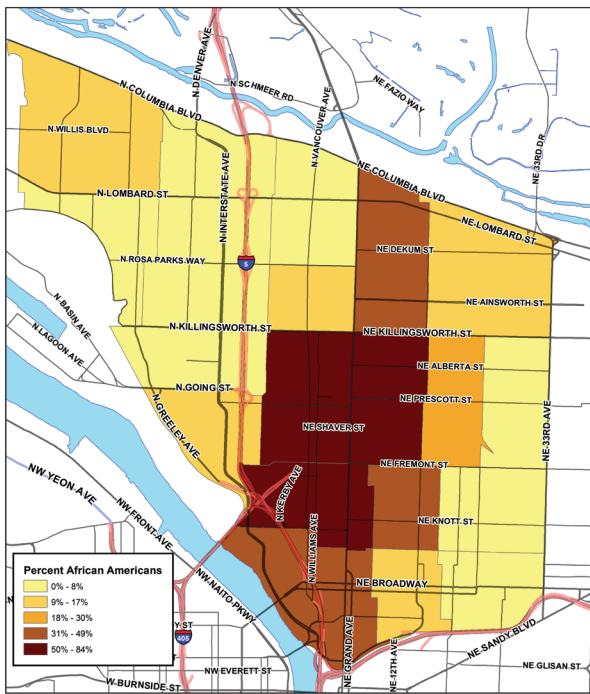 N DENVER AVE
N SCHMEER RD
NE FAZIO WAY
N COLUMBIA BLVD
N VANCOUVER AVE
N WILLIS BLVD
NE 33RD DR
N INTERSTATE AVE
NE COLUMBIA BLVD
N LOMBARD ST
NE LOMBARD ST
NE DEKUM ST
N ROSA PARKS WAY
5
N BASIN AVE
NE AINSWORTH ST
N KILLINGSWORTH ST
NE KILLINGSWORTH ST
N LAGOON AVE
NE ALBERTA ST
N GOING ST
NE PRESCOTT ST
N GREELEY AVE
NE SHAVER ST
NE 33RD AVE
NW YEON AVE
NE FREMONT ST
N KERBY AVE
NW FRONT AVE
NE KNOTT ST
N WILLIAMS AVE
Percent African Americans
0% - 8%
9% - 17%
18% - 30%
31% - 49%
50% - 84%
NE BROADWAY
NW NAITO PKWY
Y ST
405
NE GRAND AVE
NE 12TH AVE
NE SANDY BLVD
NW EVERETT ST
NE GLISAN ST
W BURNSIDE ST